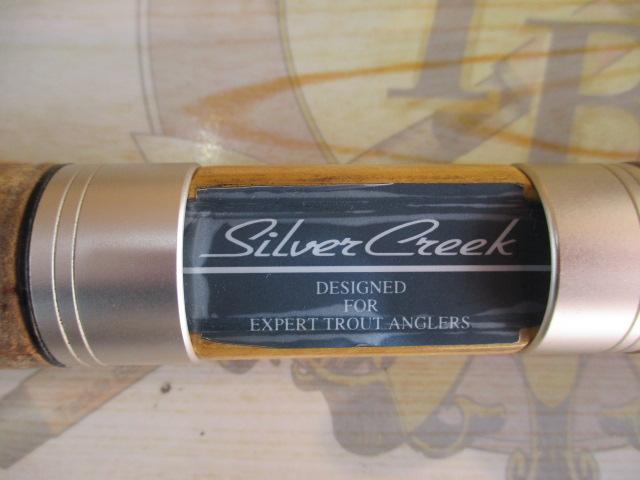 Silver Creek
DESIGNED
FOR
EXPERT TROUT ANGLERS